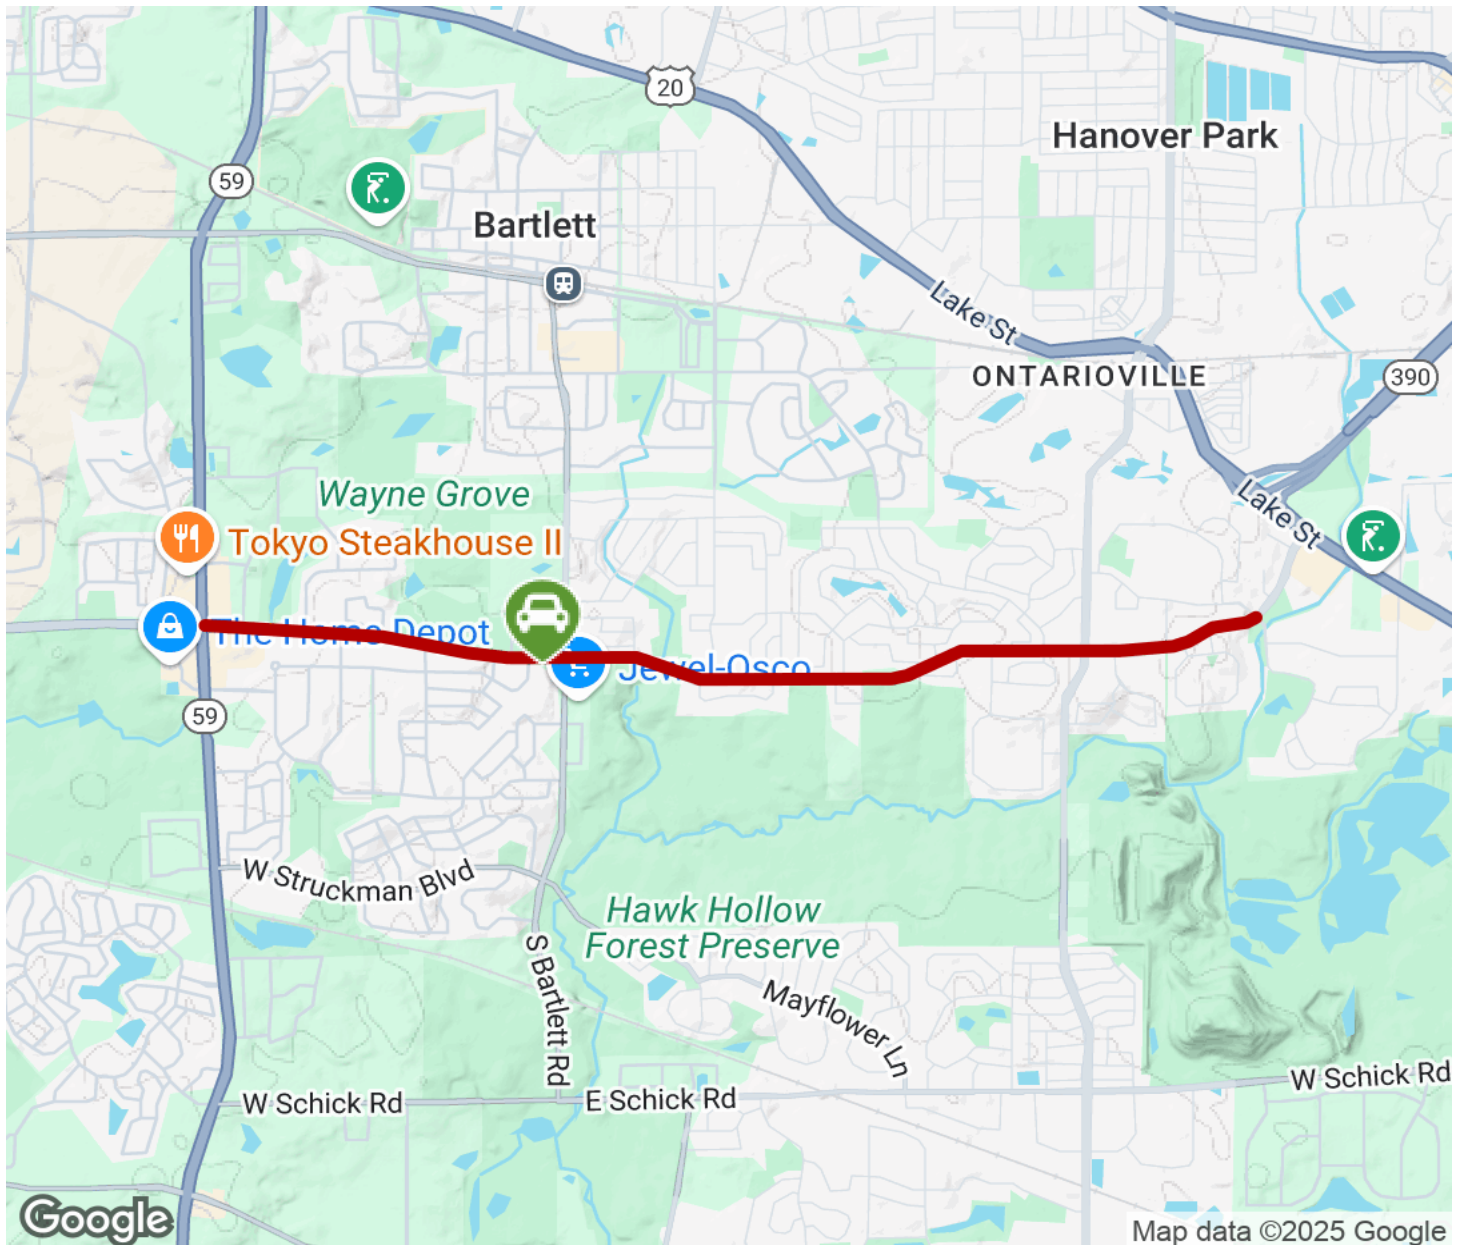 20
Hanover Park
59
Bartlett
Lake St
390
ONTARIOVILLE
Wayne Grove
Lake St
Tokyo Steakhouse II
The Home Depot
Jewel-Osco
59
W Struckman Blvd
Hawk Hollow
Forest Preserve
S Bartlett Rd
Mayflower Ln
W Schick Rd
E Schick Rd
W Schick Rd
Google
Map data ©2025 Google